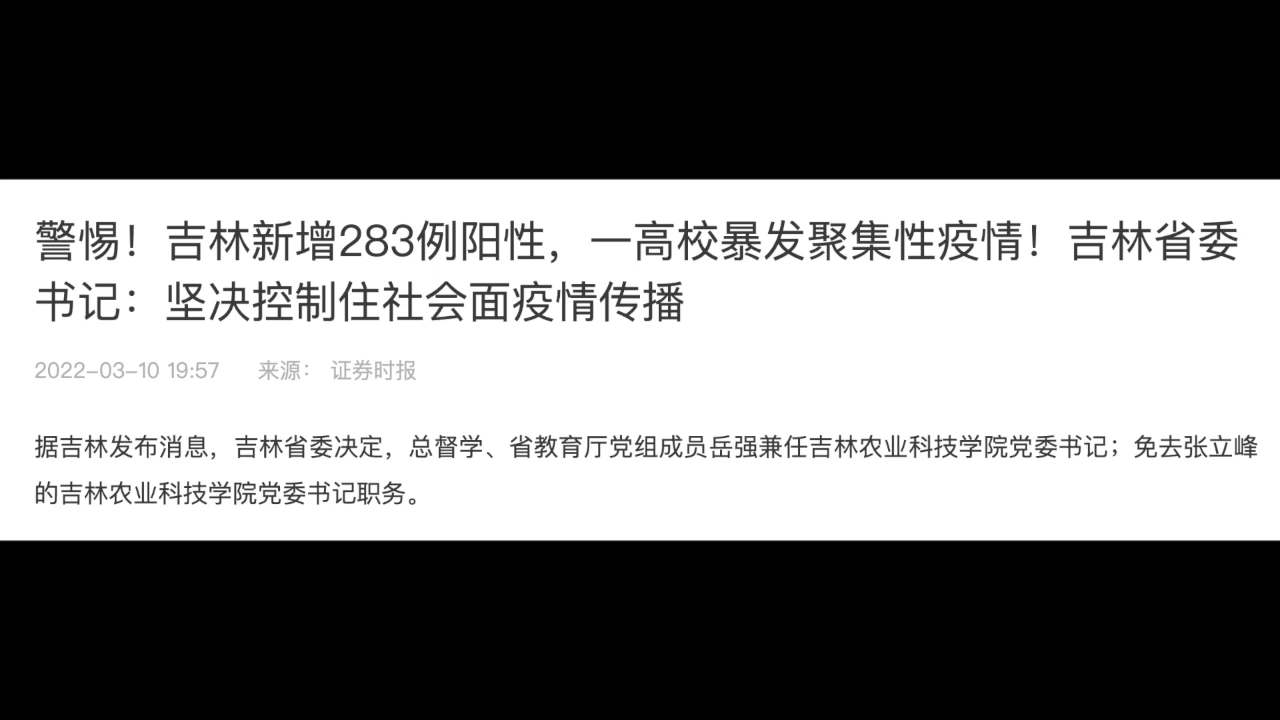 警惕！吉林新增283例阳性，一高校暴发聚集性疫情！吉林省委
书记：坚决控制住社会面疫情传播
2022-03-10 19:57 来源： 证券时报
据吉林发布消息，吉林省委决定，总督学、省教育厅党组成员岳强兼任吉林农业科技学院党委书记；免去张立峰
的吉林农业科技学院党委书记职务。